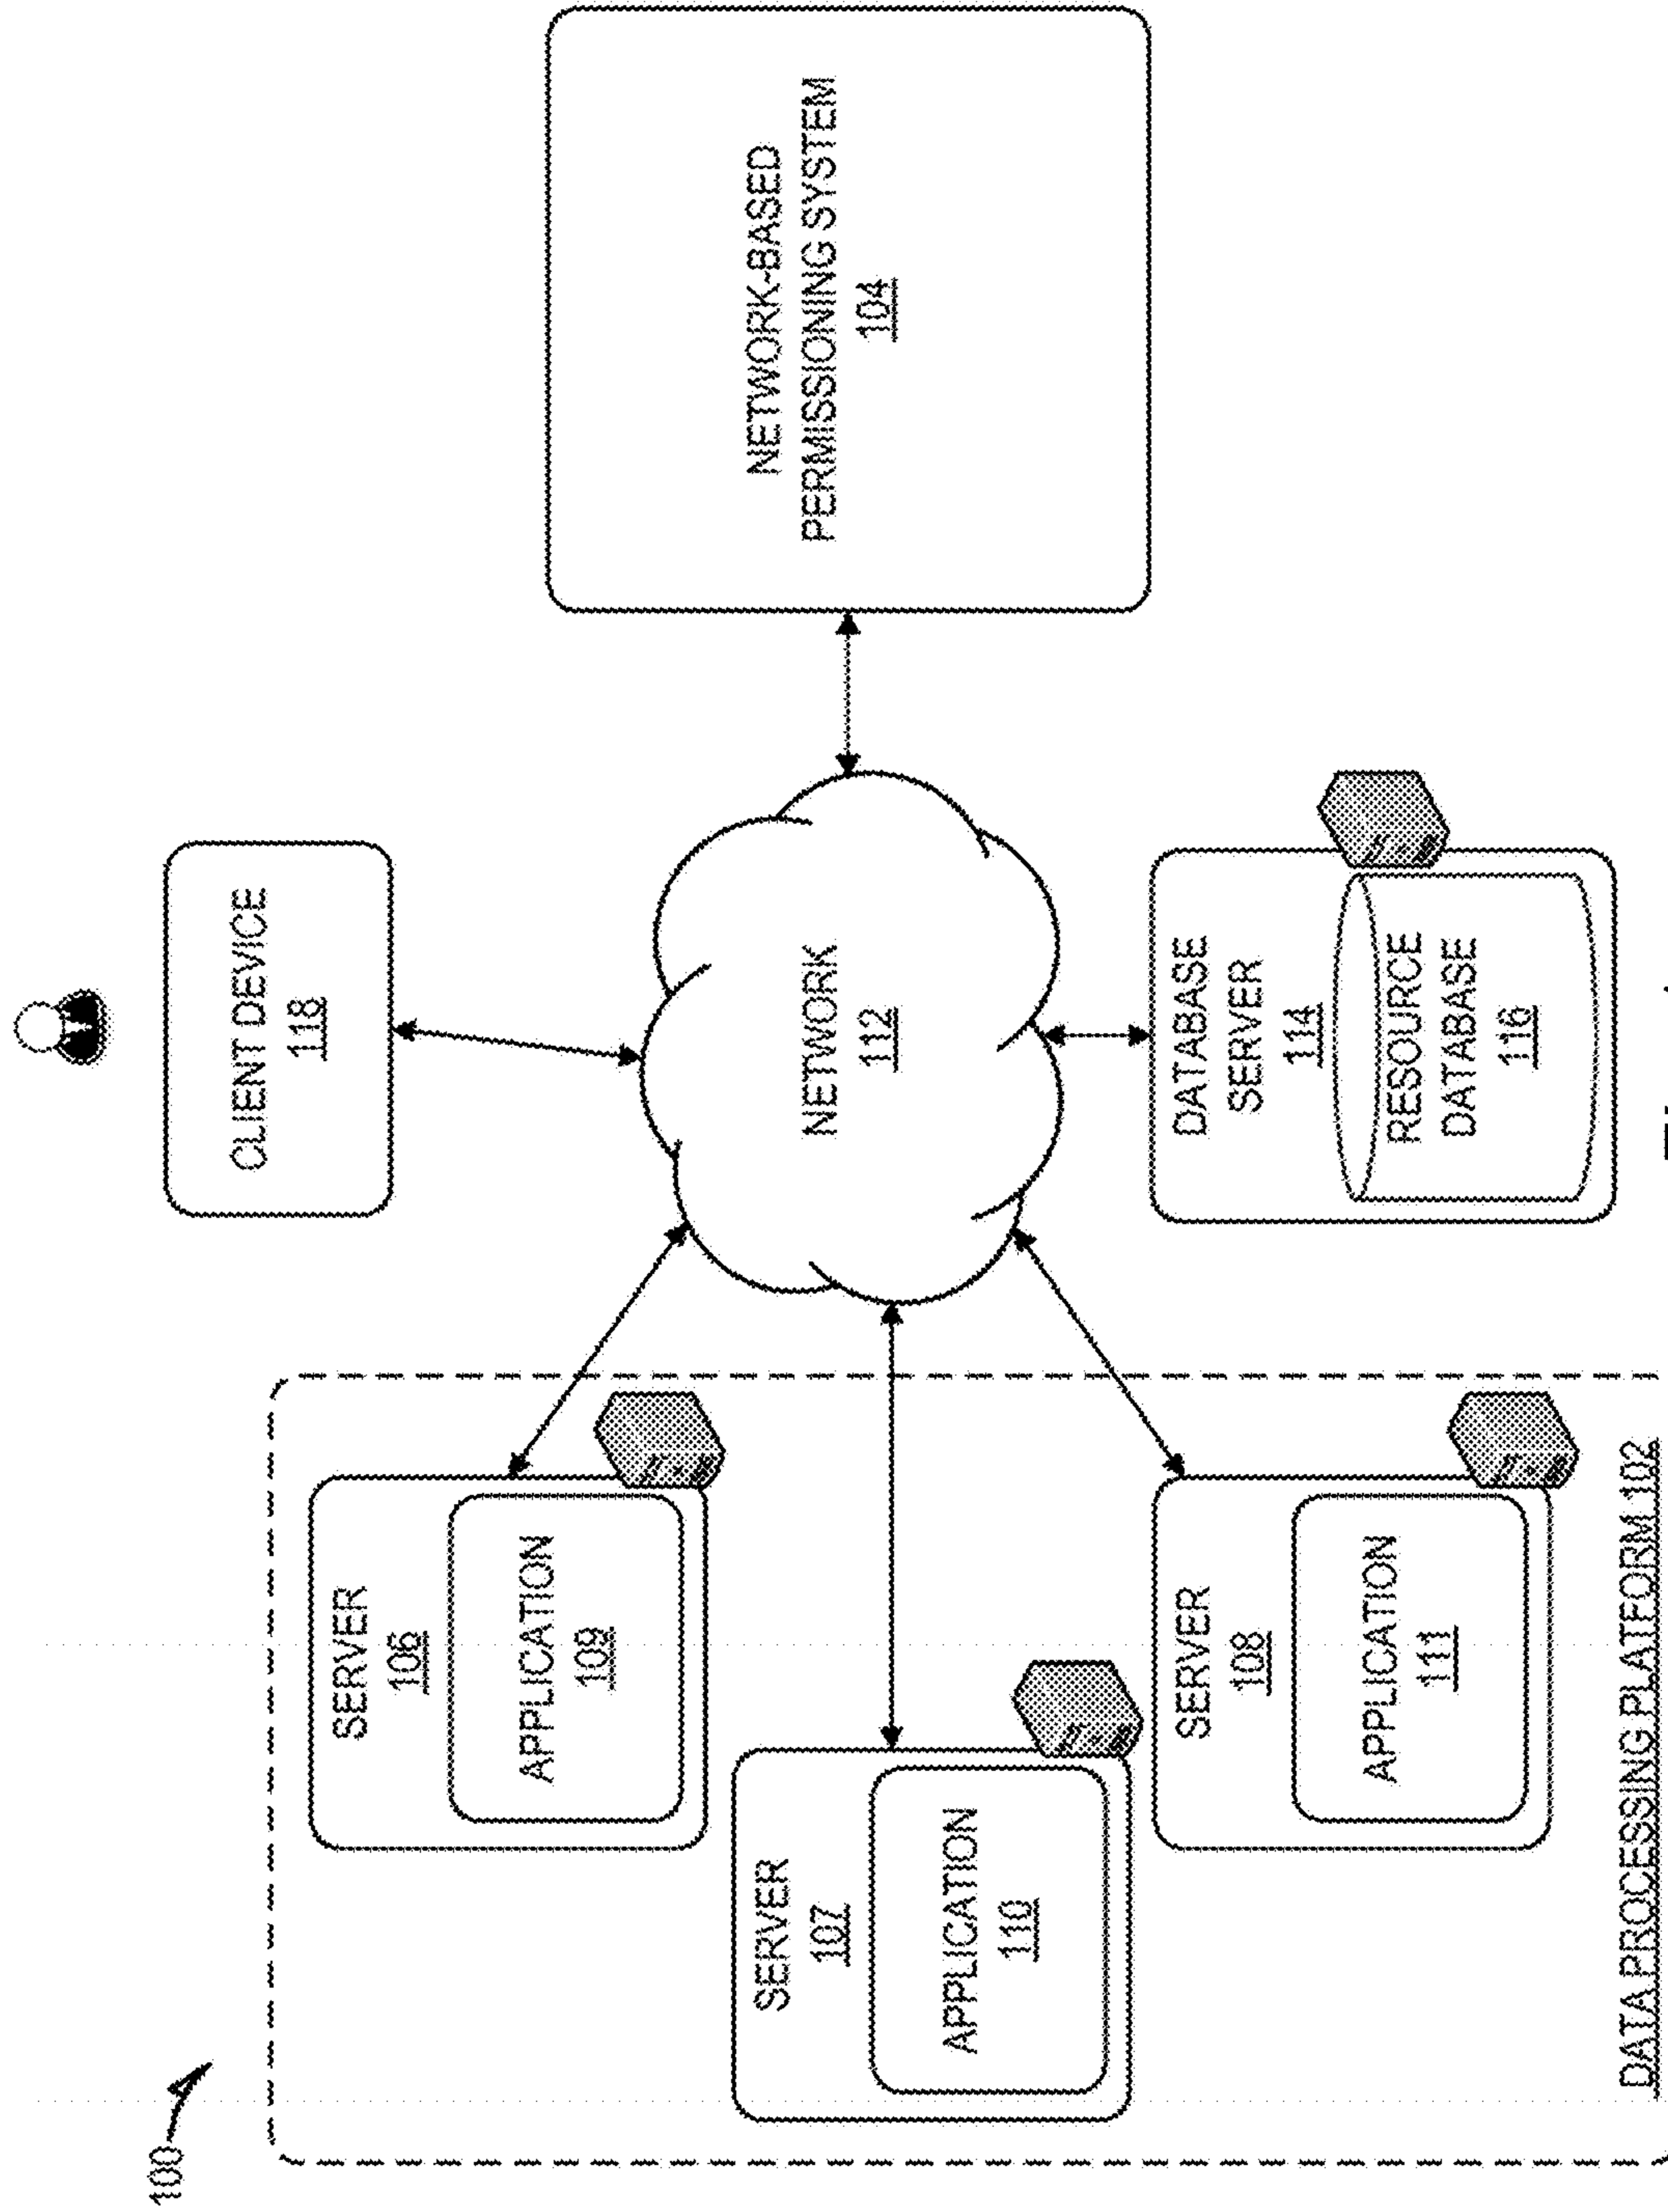 100
CLIENT DEVICE
118
SERVER
106
APPLICATION
109
SERVER
107
APPLICATION
110
SERVER
108
APPLICATION
111
DATA PROCESSING PLATFORM 102
NETWORK
112
NETWORK-BASED
PERMISSIONING SYSTEM
104
DATABASE
SERVER
114
RESOURCE
DATABASE
116